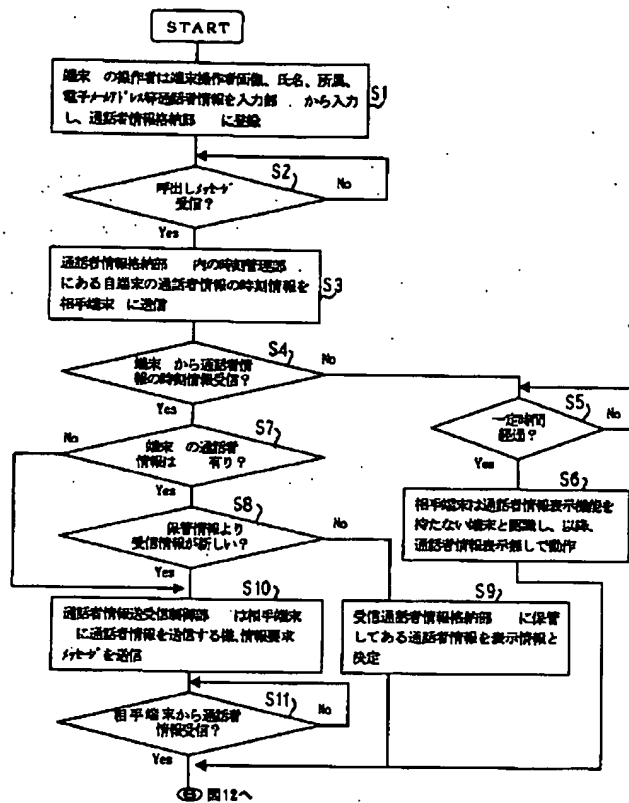 START
端末 の操作者は端末操作者画像、氏名、所属、
電子メールアドレス等通話者情報を入力部 から入力
し、通話者情報格納部 に登録
S1
S2
呼出しメッセージ
受信?
No
Yes
通話者情報格納部 内の時刻管理部
にある自端末の通話者情報の時刻情報を
相手端末 に送信
S3
S4
端末 から通話者情
報の時刻情報受信?
No
Yes
S5
一定時間
経過?
No
Yes
S7
端末 の通話者
情報は 有り?
No
Yes
S6
相手端末は通話者情報表示機能を
持たない端末と認識し、以降、
通話者情報表示無しで動作
S8
保管情報より
受信情報が新しい?
No
Yes
S10
通話者情報送受信制御部 は相手端末
に通話者情報を送信する様、情報要求
メッセージを送信
S9
受信通話者情報格納部 に保管
してある通話者情報を表示情報と
決定
S11
相手端末から通話者
情報受信?
No
Yes
B 図12へ